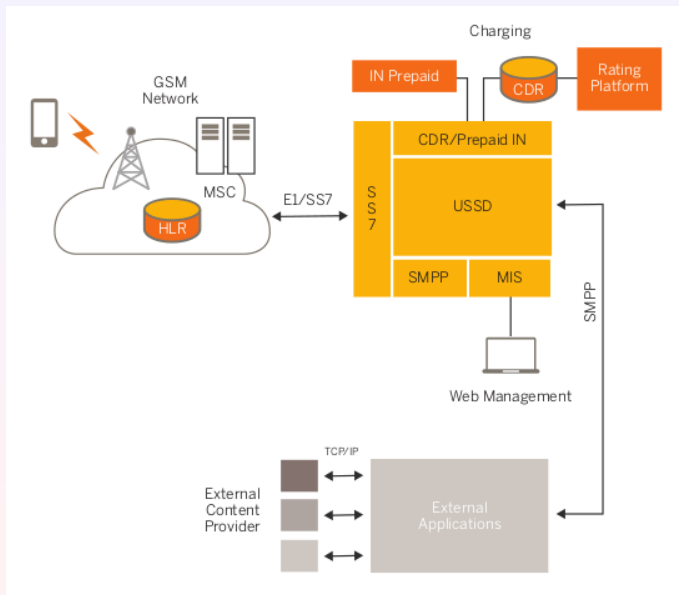 Charging
GSM
Network
IN Prepaid
CDR
Rating
Platform
CDR/Prepaid IN
MSC
HLR
E1/SS7
S
S
7
USSD
SMPP
MIS
SMPP
Web Management
TCP/IP
External
Content
Provider
External
Applications